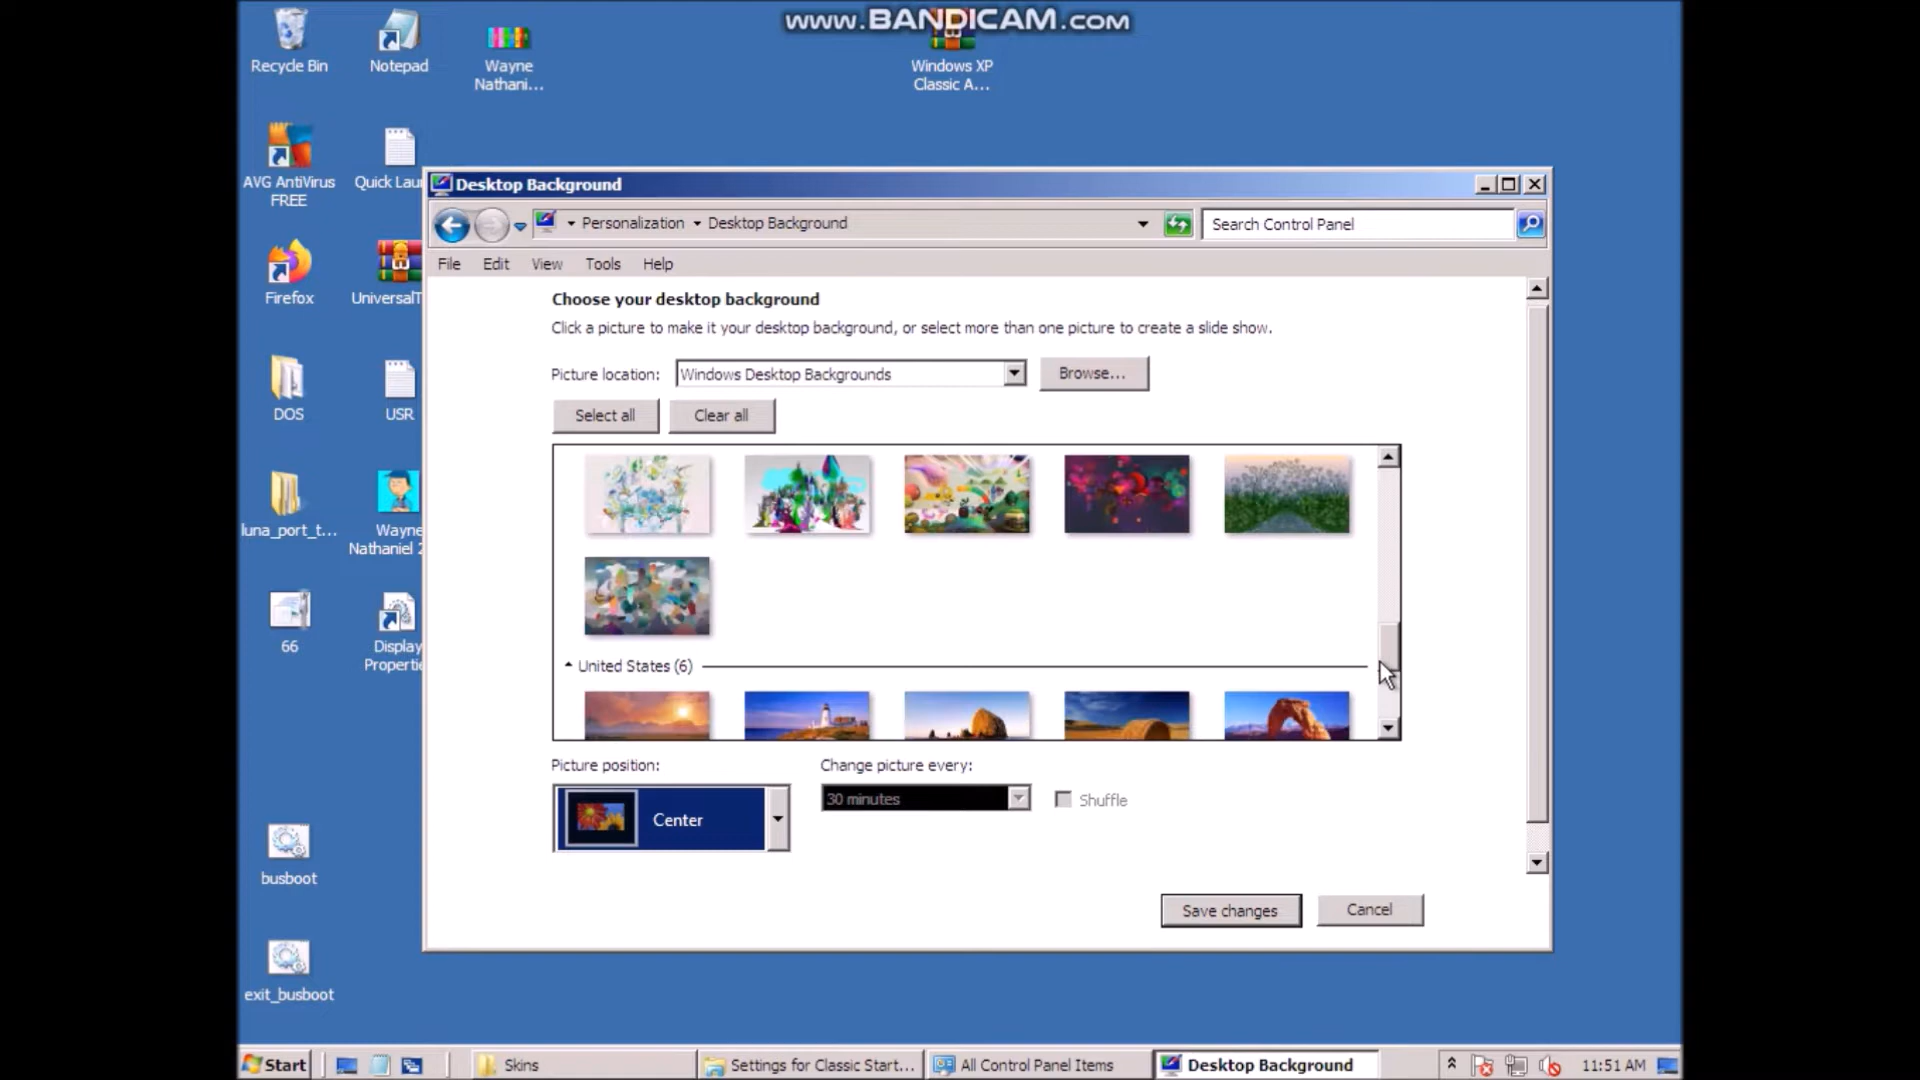 www.BANDICAM.com
Recycle Bin
Notepad
Wayne
Nathani...
Windows XP
Classic A...
AVG AntiVirus
FREE
Quick Lau
Firefox
UniversalT
DOS
USR
luna_port_t...
Wayne
Nathaniel 2
66
Display
Propertie
busboot
exit_busboot
Desktop Background
Personalization
Desktop Background
Search Control Panel
File
Edit
View
Tools
Help
Choose your desktop background
Click a picture to make it your desktop background, or select more than one picture to create a slide show.
Picture location:
Windows Desktop Backgrounds
Browse...
Select all
Clear all
United States (6)
Picture position:
Change picture every:
Center
30 minutes
Shuffle
Save changes
Cancel
Start
Skins
Settings for Classic Start...
All Control Panel Items
Desktop Background
11:51 AM